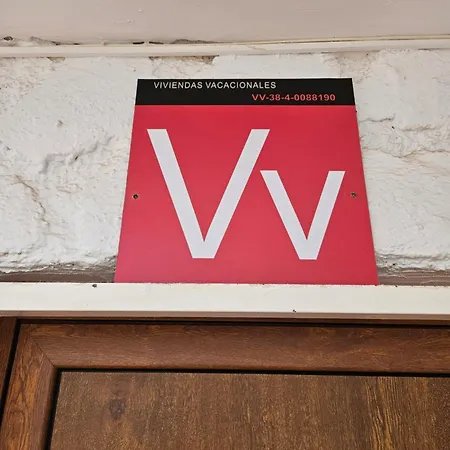 VIVIENDAS VACACIONALES
VV-38-4-0088190
Vv